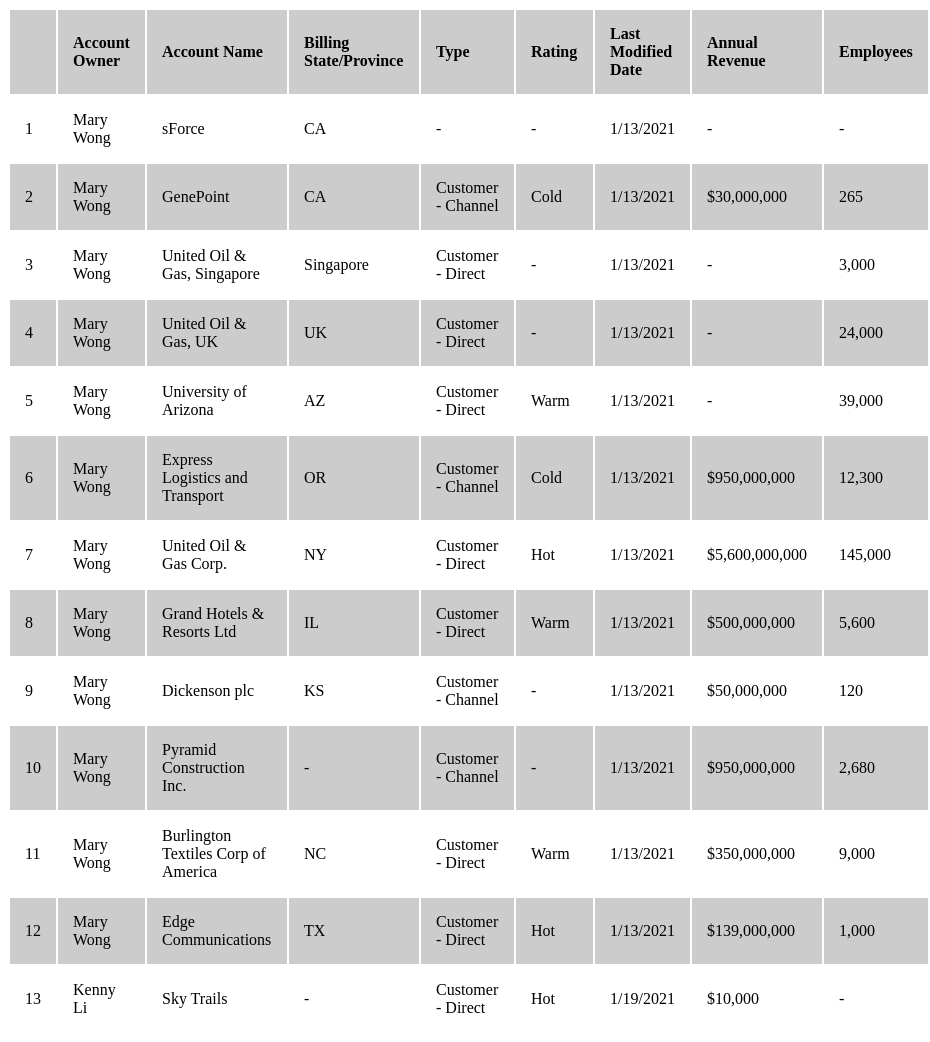 Account Owner | Account Name | Billing State/Province | Type | Rating | Last Modified Date | Annual Revenue | Employees
1 | Mary Wong | sForce | CA | - | - | 1/13/2021 | - | -
2 | Mary Wong | GenePoint | CA | Customer - Channel | Cold | 1/13/2021 | $30,000,000 | 265
3 | Mary Wong | United Oil & Gas, Singapore | Singapore | Customer - Direct | - | 1/13/2021 | - | 3,000
4 | Mary Wong | United Oil & Gas, UK | UK | Customer - Direct | - | 1/13/2021 | - | 24,000
5 | Mary Wong | University of Arizona | AZ | Customer - Direct | Warm | 1/13/2021 | - | 39,000
6 | Mary Wong | Express Logistics and Transport | OR | Customer - Channel | Cold | 1/13/2021 | $950,000,000 | 12,300
7 | Mary Wong | United Oil & Gas Corp. | NY | Customer - Direct | Hot | 1/13/2021 | $5,600,000,000 | 145,000
8 | Mary Wong | Grand Hotels & Resorts Ltd | IL | Customer - Direct | Warm | 1/13/2021 | $500,000,000 | 5,600
9 | Mary Wong | Dickenson plc | KS | Customer - Channel | - | 1/13/2021 | $50,000,000 | 120
10 | Mary Wong | Pyramid Construction Inc. | - | Customer - Channel | - | 1/13/2021 | $950,000,000 | 2,680
11 | Mary Wong | Burlington Textiles Corp of America | NC | Customer - Direct | Warm | 1/13/2021 | $350,000,000 | 9,000
12 | Mary Wong | Edge Communications | TX | Customer - Direct | Hot | 1/13/2021 | $139,000,000 | 1,000
13 | Kenny Li | Sky Trails | - | Customer - Direct | Hot | 1/19/2021 | $10,000 | -